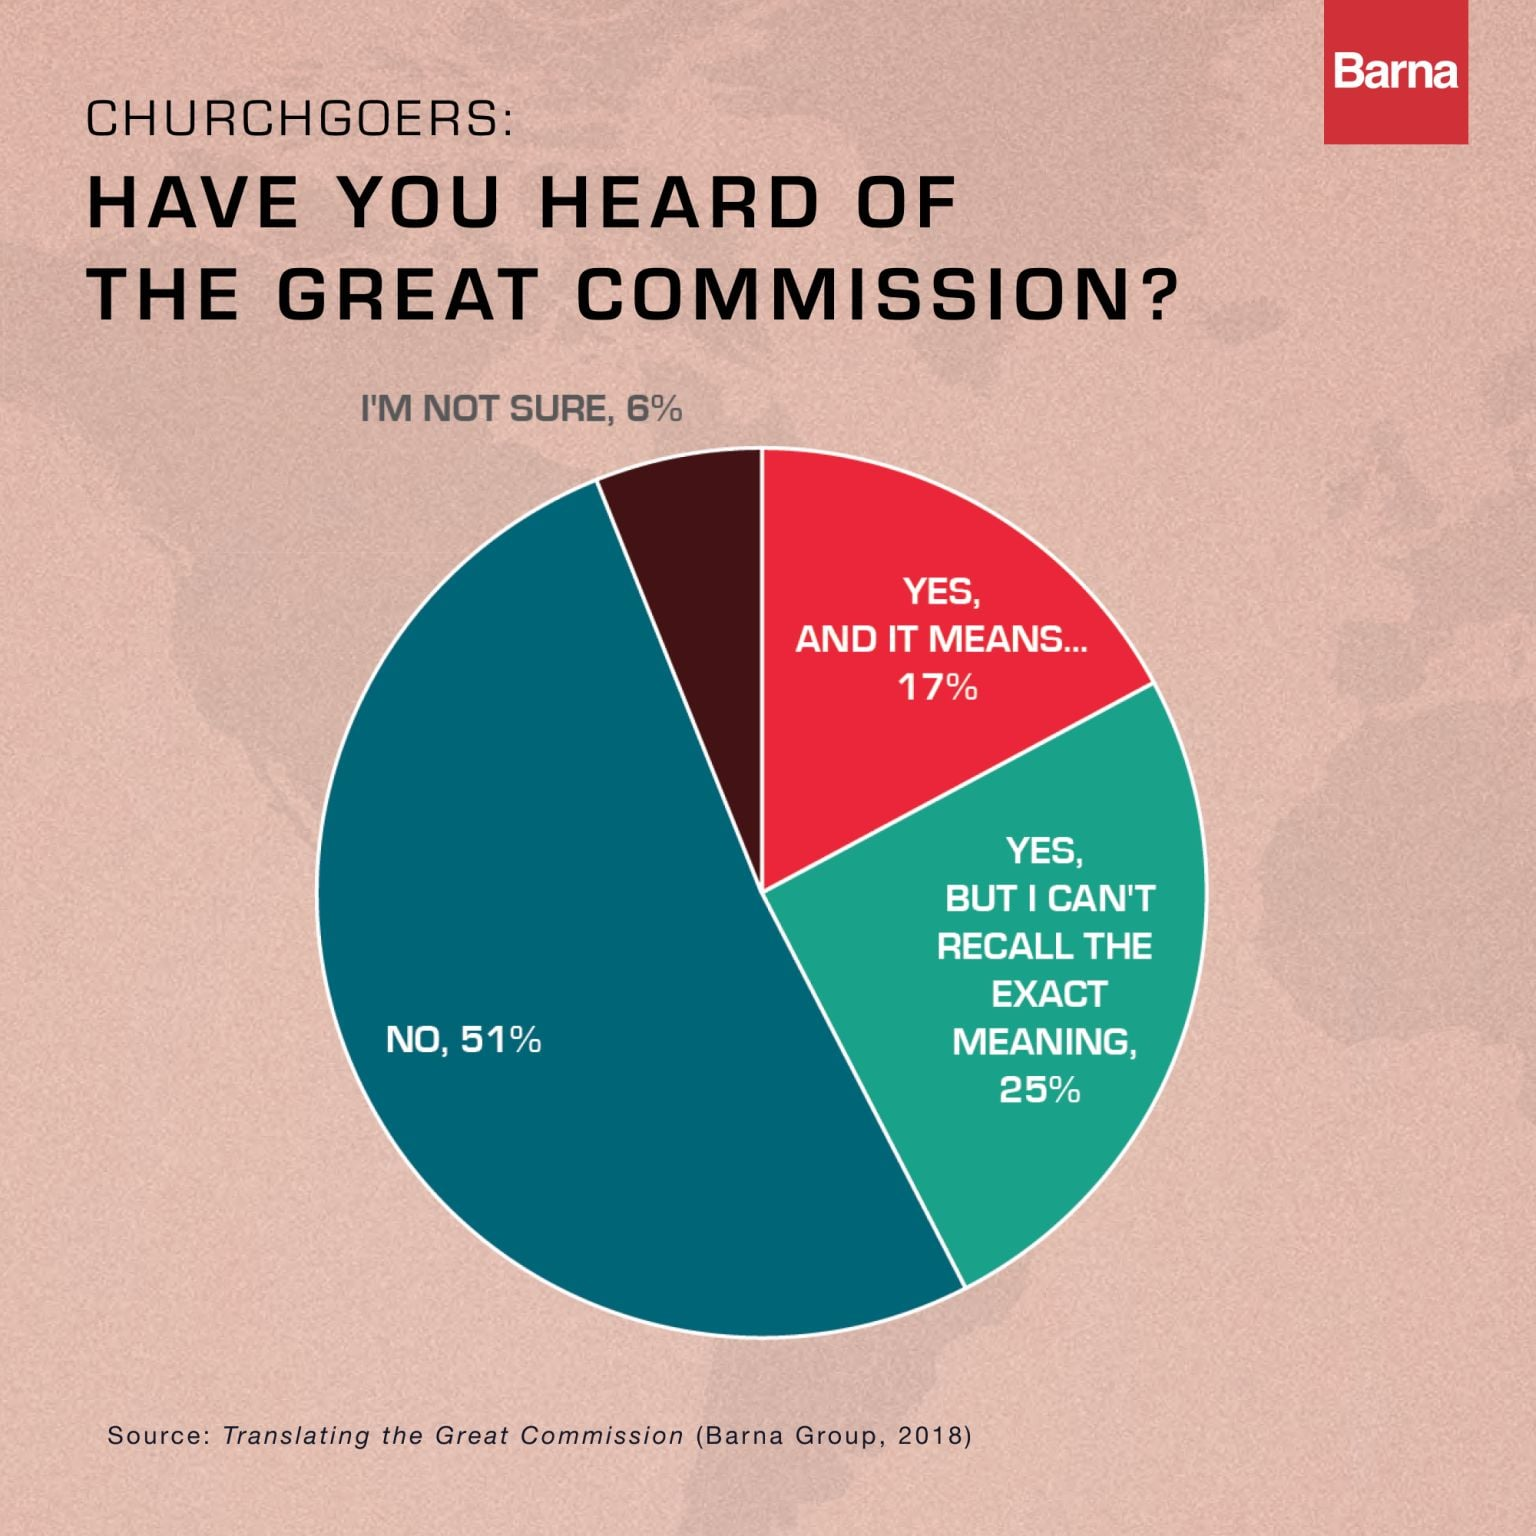 Barna
CHURCHGOERS:
HAVE YOU HEARD OF
THE GREAT COMMISSION?
I'M NOT SURE, 6%
YES,
AND IT MEANS...
17%
YES,
BUT I CAN'T
RECALL THE
EXACT
MEANING,
25%
NO, 51%
Source: Translating the Great Commission (Barna Group, 2018)